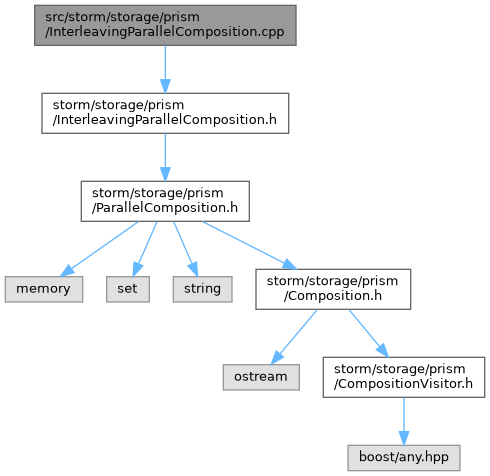 src/storm/storage/prism
/InterleavingParallelComposition.cpp
storm/storage/prism
/InterleavingParallelComposition.h
storm/storage/prism
/ParallelComposition.h
memory
set
string
storm/storage/prism
/Composition.h
ostream
storm/storage/prism
/CompositionVisitor.h
boost/any.hpp